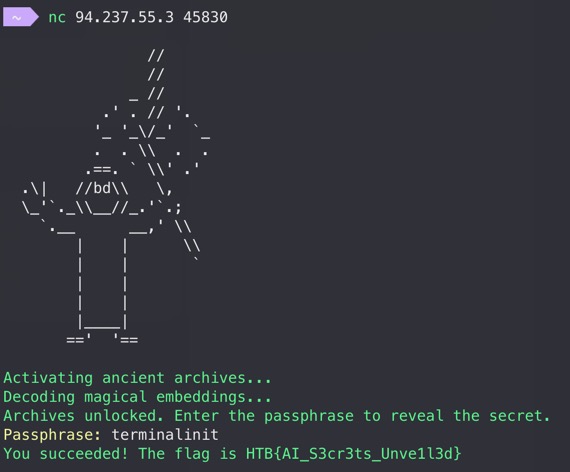 ~ nc 94.237.55.3 45830
                //
                //
              _ //
           .' . // '.
          '_ '_\/_'  `_
          .  . \\  .  .
         .==. ` \\' .'
  .\|   //bd\\   \,
  \_'`._\\__//_.'`.;
    `.__      __,' \\
        |    |      \\
        |    |       `
        |    |
        |    |
        |____|
       =='  '==
Activating ancient archives...
Decoding magical embeddings...
Archives unlocked. Enter the passphrase to reveal the secret.
Passphrase: terminalinit
You succeeded! The flag is HTB{AI_S3cr3ts_Unve1l3d}